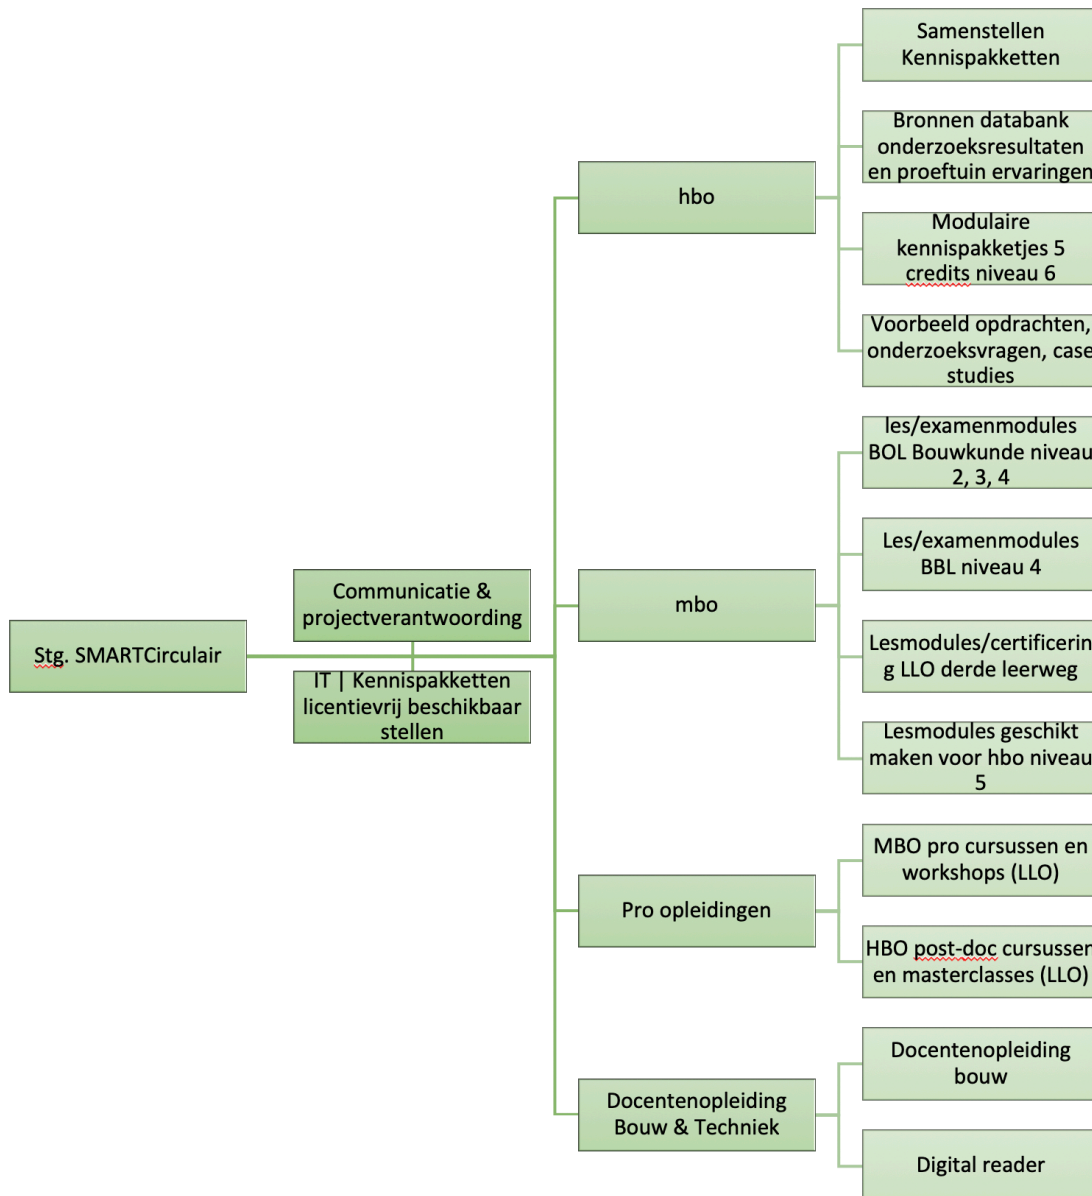 Stg. SMARTCirculair
Communicatie &
projectverantwoording
IT | Kennispakketten
licentievrij beschikbaar
stellen
hbo
Samenstellen
Kennispakketten
Bronnen databank
onderzoeksresultaten
en proeftuin ervaringen
Modulaire
kennispakketjes 5
credits niveau 6
Voorbeeld opdrachten,
onderzoeksvragen, case
studies
mbo
les/examenmodules
BOL Bouwkunde niveau
2, 3, 4
Les/examenmodules
BBL niveau 4
Lesmodules/certificerin
g LLO derde leerweg
Lesmodules geschikt
maken voor hbo niveau
5
Pro opleidingen
MBO pro cursussen en
workshops (LLO)
HBO post-doc cursussen
en masterclasses (LLO)
Docentenopleiding
Bouw & Techniek
Docentenopleiding
bouw
Digital reader